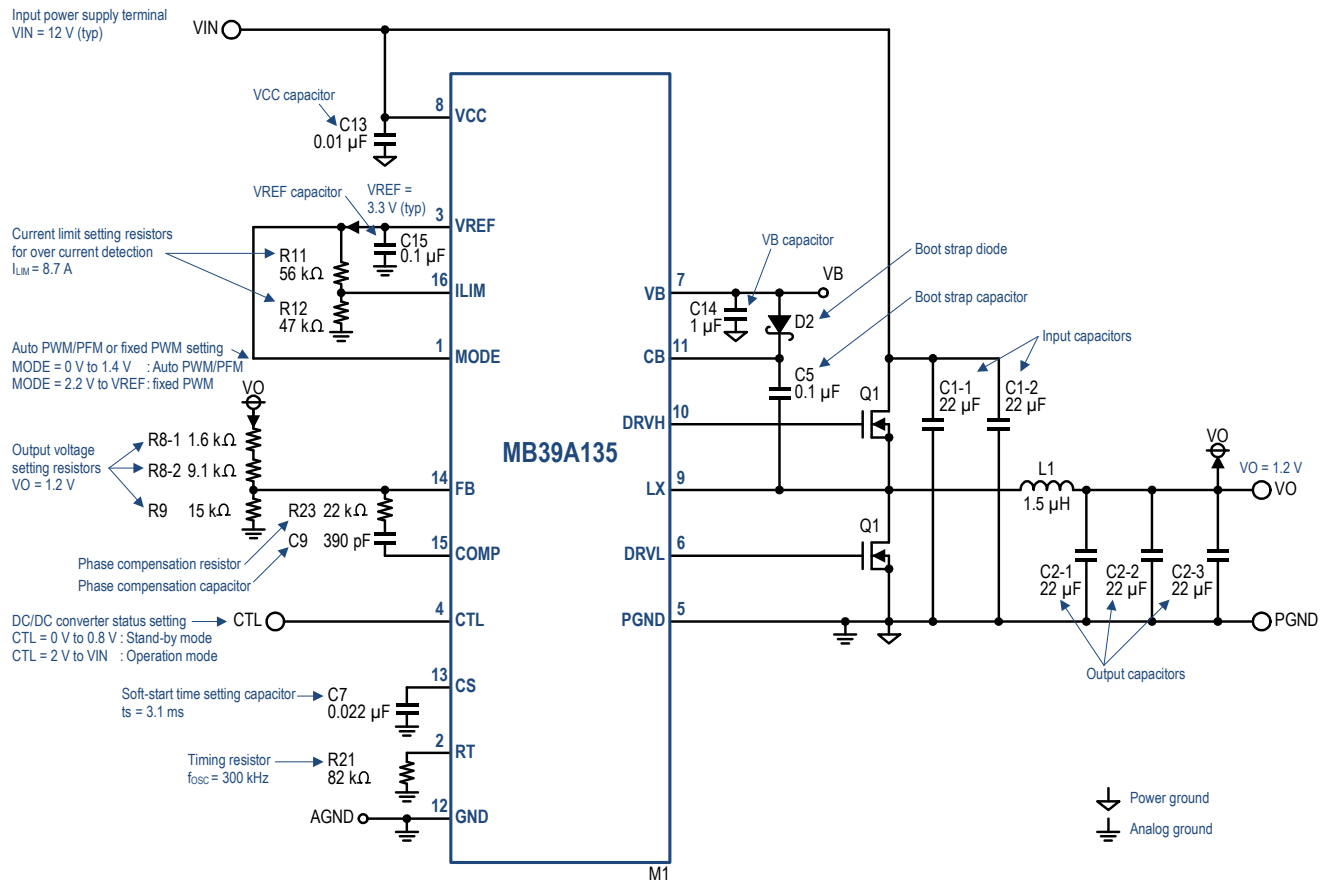 Input power supply terminal
VIN = 12 V (typ)
VIN
VCC capacitor
C13
0.01 µF
8
VCC
VREF capacitor
VREF =
3.3 V (typ)
3
VREF
C15
0.1 µF
Current limit setting resistors
for over current detection
ILIM = 8.7 A
R11
56 kΩ
16
ILIM
R12
47 kΩ
Auto PWM/PFM or fixed PWM setting
MODE = 0 V to 1.4 V : Auto PWM/PFM
MODE = 2.2 V to VREF : fixed PWM
1
MODE
VO
Output voltage
setting resistors
VO = 1.2 V
R8-1 1.6 kΩ
R8-2 9.1 kΩ
R9 15 kΩ
14
FB
R23 22 kΩ
C9 390 pF
15
COMP
Phase compensation resistor
Phase compensation capacitor
DC/DC converter status setting
CTL = 0 V to 0.8 V : Stand-by mode
CTL = 2 V to VIN : Operation mode
CTL
4
CTL
Soft-start time setting capacitor
ts = 3.1 ms
C7
0.022 µF
13
CS
Timing resistor
fOSC = 300 kHz
R21
82 kΩ
2
RT
AGND
12
GND
MB39A135
M1
VB capacitor
Boot strap diode
Boot strap capacitor
Input capacitors
7
VB
VB
C14
1 µF
D2
11
CB
C5
0.1 µF
C1-1
22 µF
C1-2
22 µF
10
DRVH
Q1
9
LX
L1
1.5 µH
VO
VO = 1.2 V
VO
6
DRVL
Q1
C2-1
22 µF
C2-2
22 µF
C2-3
22 µF
5
PGND
PGND
Output capacitors
Power ground
Analog ground